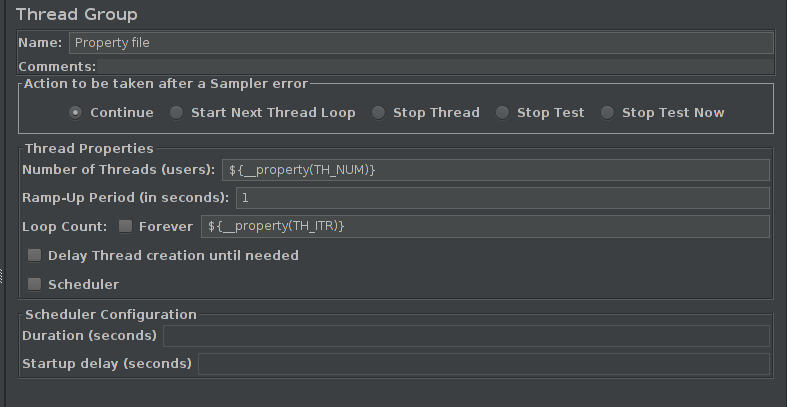 Thread Group
Name: Property file
Comments:
Action to be taken after a Sampler error
Continue Start Next Thread Loop Stop Thread Stop Test Stop Test Now
Thread Properties
Number of Threads (users): ${__property(TH_NUM)}
Ramp-Up Period (in seconds): 1
Loop Count: Forever ${__property(TH_ITR)}
Delay Thread creation until needed
Scheduler
Scheduler Configuration
Duration (seconds)
Startup delay (seconds)